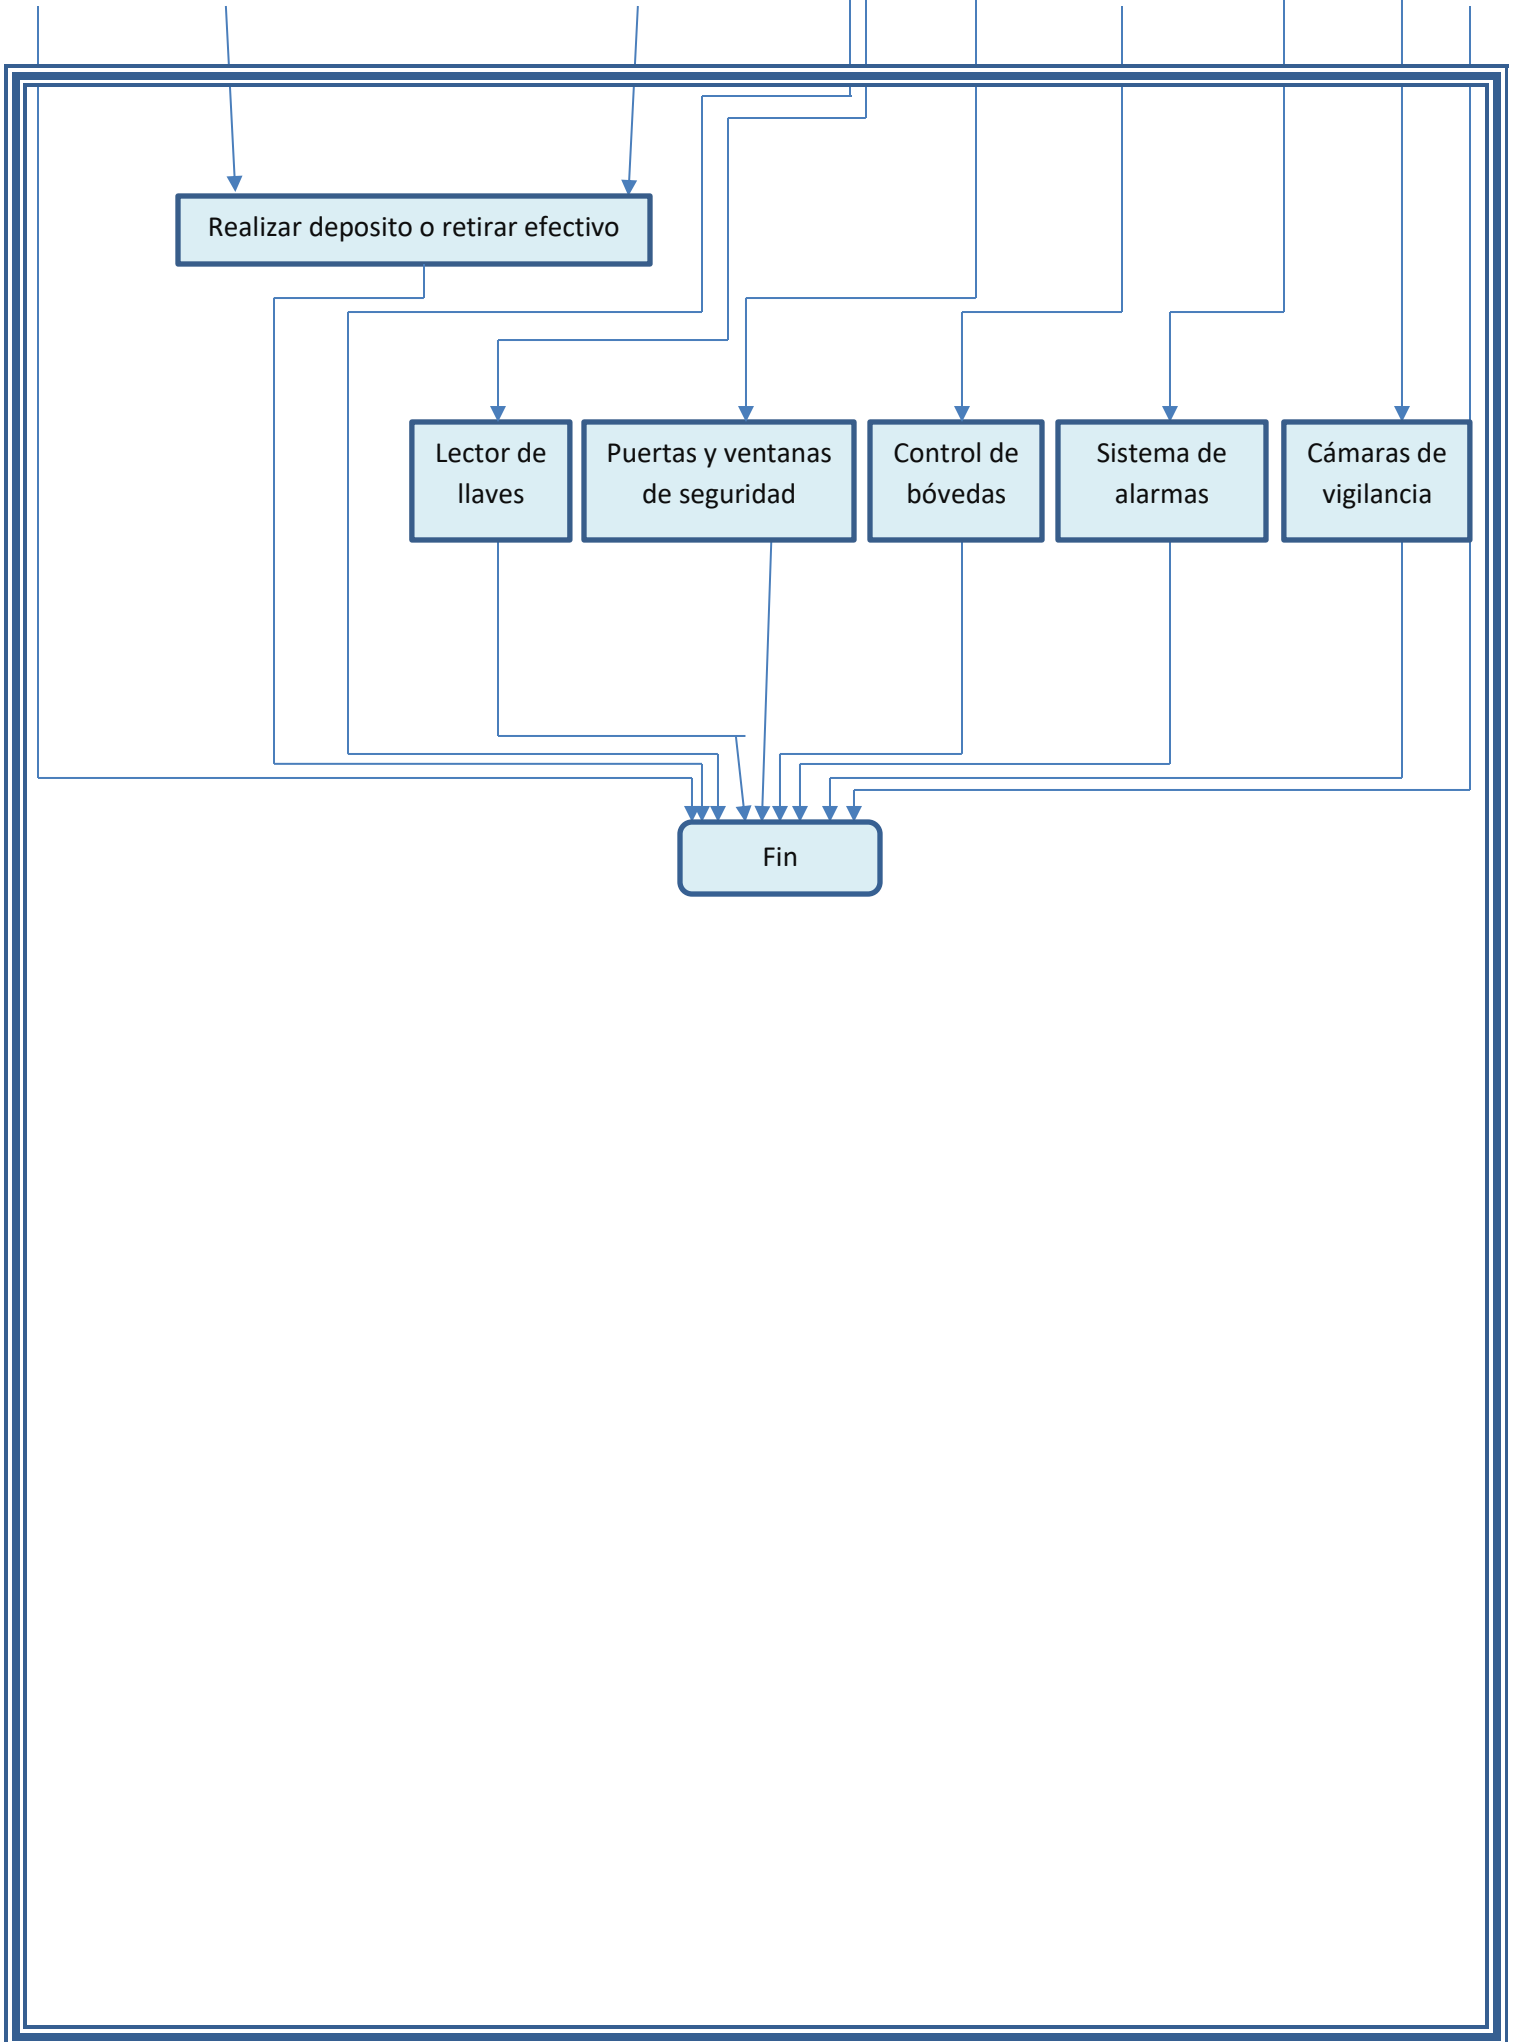 Realizar deposito o retirar efectivo
Lector de
llaves
Puertas y ventanas
de seguridad
Control de
bóvedas
Sistema de
alarmas
Cámaras de
vigilancia
Fin